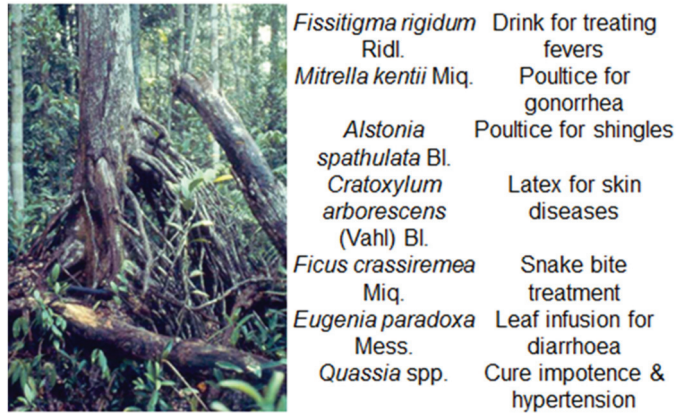 Fissitigma rigidum Drink for treating
Ridl. fevers
Mitrella kentii Miq. Poultice for
gonorrhea
Alstonia Poultice for shingles
spathulata Bl.
Cratoxylum Latex for skin
arborescens diseases
(Vahl) Bl.
Ficus crassiremea Snake bite
Miq. treatment
Eugenia paradoxa Leaf infusion for
Mess. diarrhoea
Quassia spp. Cure impotence &
hypertension